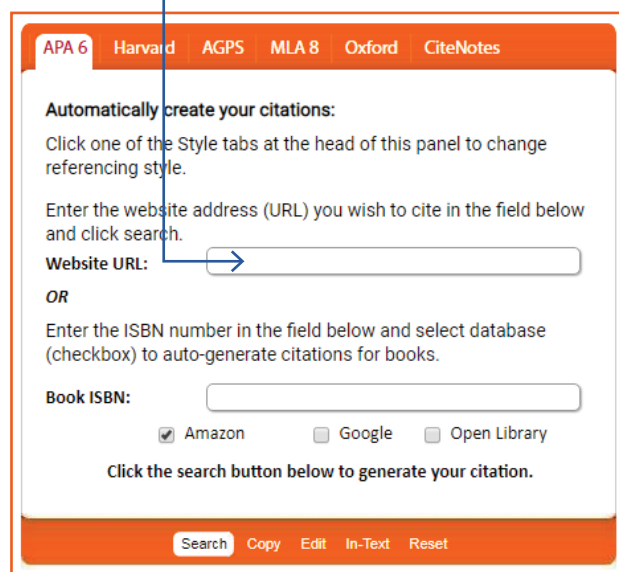 APA 6 Harvard AGPS MLA 8 Oxford CiteNotes
Automatically create your citations:
Click one of the Style tabs at the head of this panel to change
referencing style.
Enter the website address (URL) you wish to cite in the field below
and click search.
Website URL:
OR
Enter the ISBN number in the field below and select database
(checkbox) to auto-generate citations for books.
Book ISBN:
Amazon Google Open Library
Click the search button below to generate your citation.
Search Copy Edit In-Text Reset